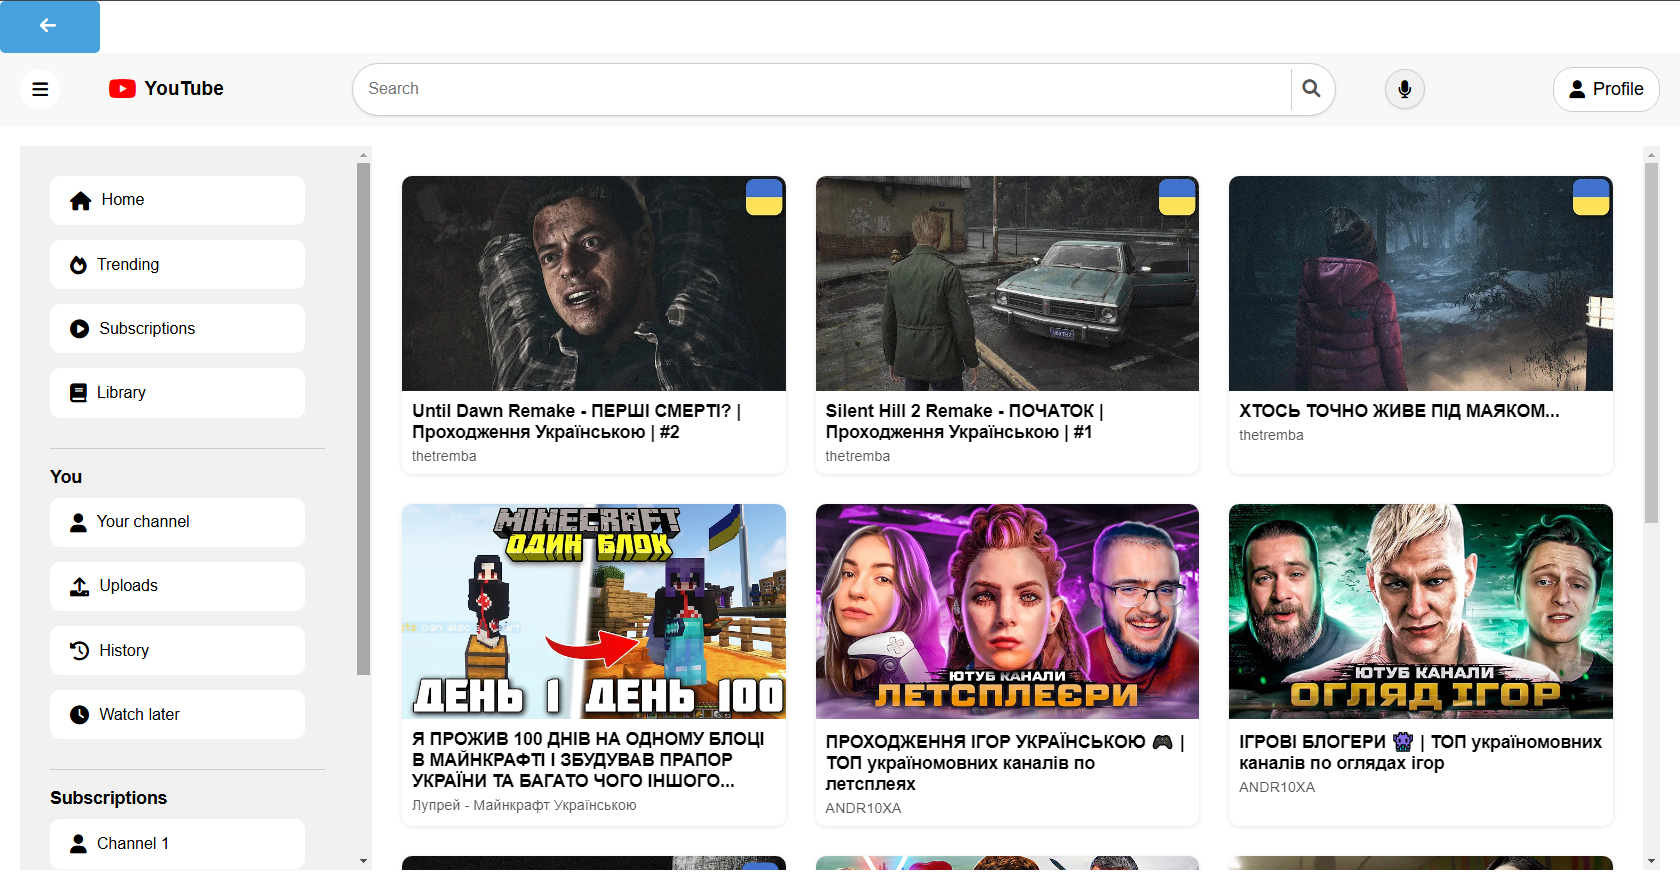 YouTube
Search
Profile
Home
Trending
Subscriptions
Library
You
Your channel
Uploads
History
Watch later
Subscriptions
Channel 1
Until Dawn Remake - ПЕРШІ СМЕРТІ? |
Проходження Українською | #2
thetremba
Silent Hill 2 Remake - ПОЧАТОК |
Проходження Українською | #1
thetremba
ХТОСЬ ТОЧНО ЖИВЕ ПІД МАЯКОМ...
thetremba
MINECRAFT
ОДИН БЛОК
can also
ДЕНЬ 1 ДЕНЬ 100
Я ПРОЖИВ 100 ДНІВ НА ОДНОМУ БЛОЦІ
В МАЙНКРАФТІ І ЗБУДУВАВ ПРАПОР
УКРАЇНИ ТА БАГАТО ЧОГО ІНШОГО...
Лупрей - Майнкрафт Українською
ЮТУБ КАНАЛИ
ЛЕТСПЛЕЄРИ
ПРОХОДЖЕННЯ ІГОР УКРАЇНСЬКОЮ 🎮 |
ТОП україномовних каналів по
летсплеях
ANDR10XA
ЮТУБ КАНАЛИ
ОГЛЯД ІГОР
ІГРОВІ БЛОГЕРИ 👾 | ТОП україномовних
каналів по оглядах ігор
ANDR10XA